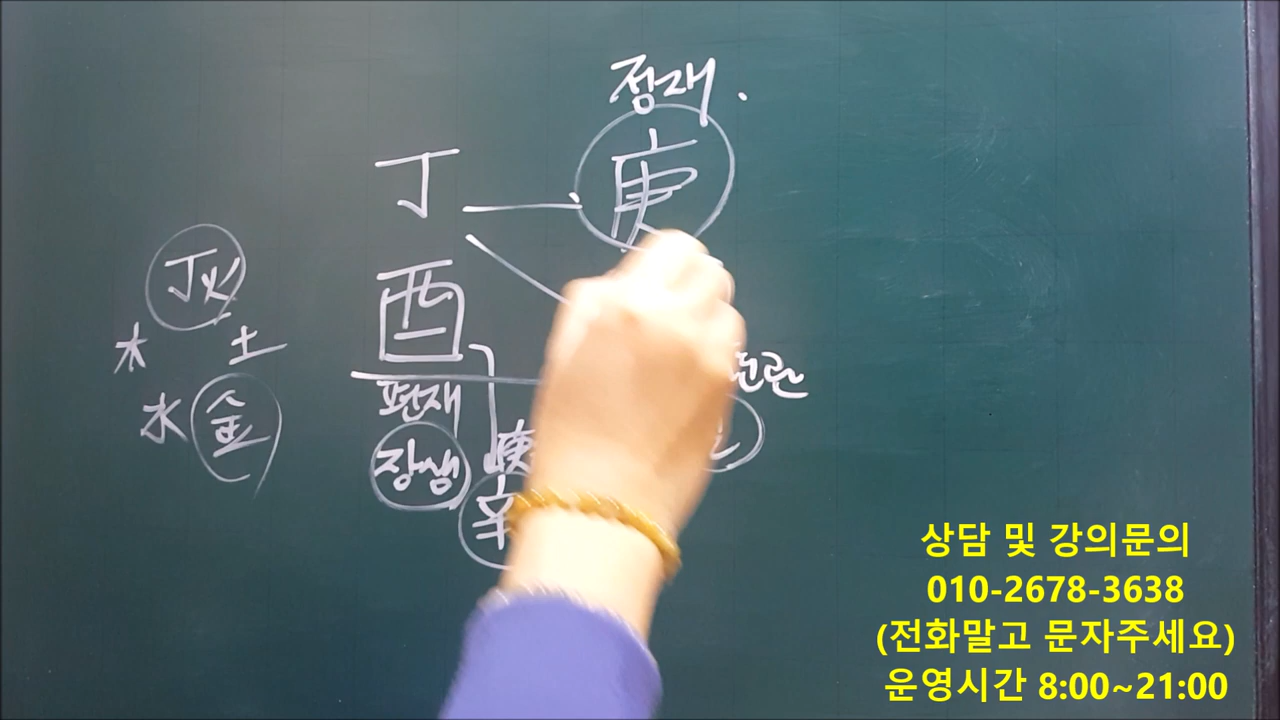 정재.
丁 庚
丁火
酉
木 土
편재
水 金
장생 庚
辛
상담 및 강의문의
010-2678-3638
(전화말고 문자주세요)
운영시간 8:00~21:00